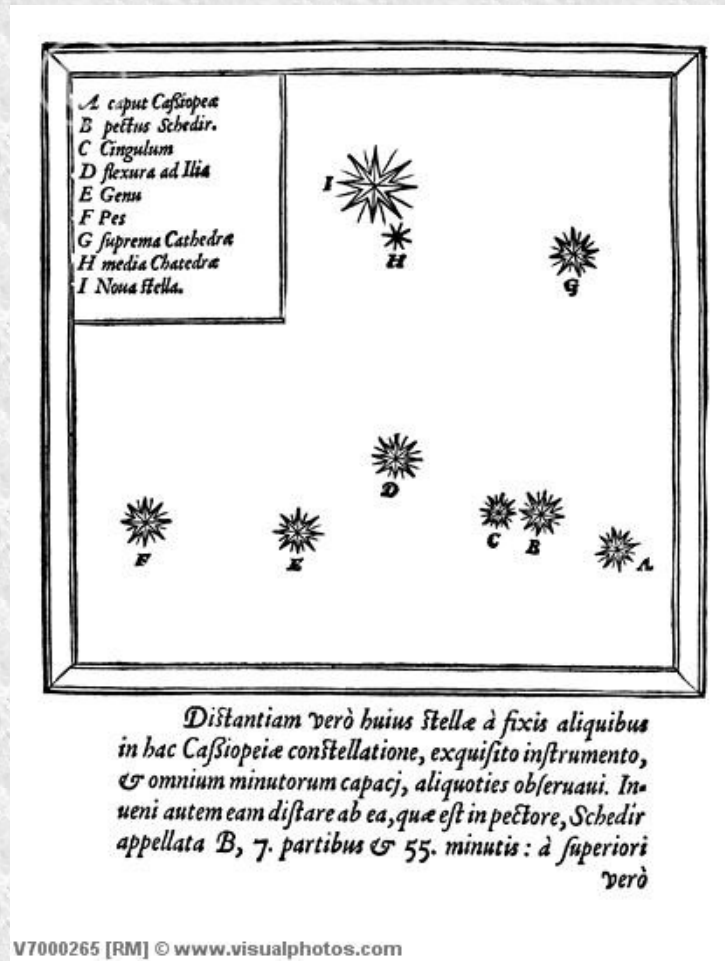 A caput Caßiopeæ
B pectus Schedir.
C Cingulum
D flexura ad Ilia
E Genu
F Pes
G ſuprema Cathedræ
H media Chatedræ
I Noua ſtella.
I
H
G
D
C
B
A
E
F
Diſtantiam verò huius ſtellæ à fixis aliquibus
in hac Caßiopeiæ conſtellatione, exquiſito inſtrumento,
& omnium minutorum capacj, aliquoties obſeruaui. In-
ueni autem eam diſtare ab ea, quæ eſt in pectore, Schedir
appellata B, 7. partibus & 55. minutis : à ſuperiori
verò
V7000265 [RM] © www.visualphotos.com